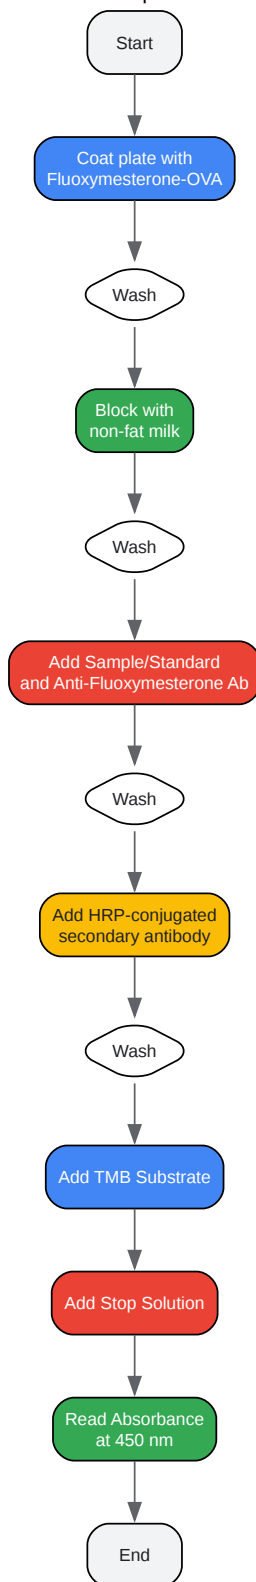 Start
Coat plate with
Fluoxymesterone-OVA
Wash
Block with
non-fat milk
Wash
Add Sample/Standard
and Anti-Fluoxymesterone Ab
Wash
Add HRP-conjugated
secondary antibody
Wash
Add TMB Substrate
Add Stop Solution
Read Absorbance
at 450 nm
End